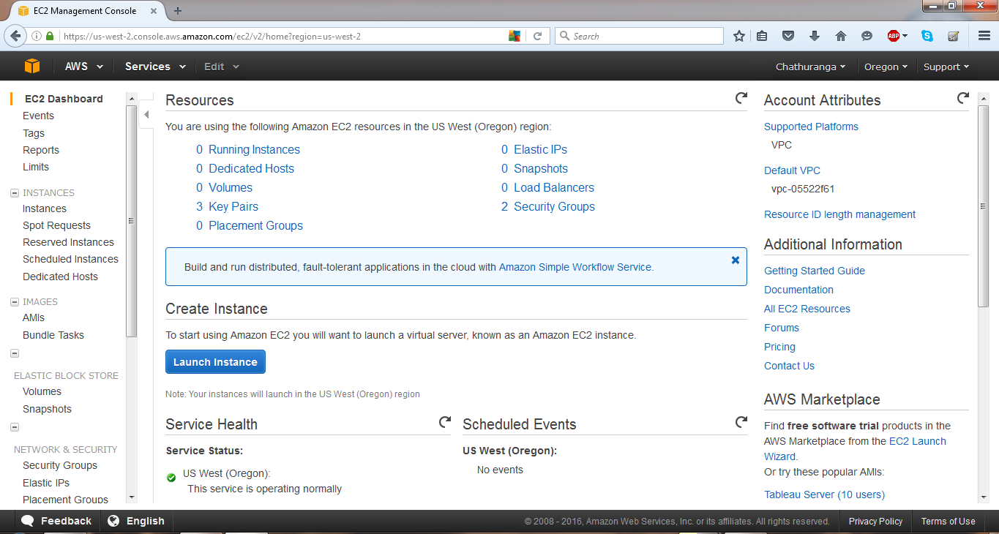 EC2 Management Console
https://us-west-2.console.aws.amazon.com/ec2/v2/home?region=us-west-2
Search
ABP
AWS
Services
Edit
Chathuranga
Oregon
Support
EC2 Dashboard
Events
Tags
Reports
Limits
INSTANCES
Instances
Spot Requests
Reserved Instances
Scheduled Instances
Dedicated Hosts
IMAGES
AMIs
Bundle Tasks
ELASTIC BLOCK STORE
Volumes
Snapshots
NETWORK & SECURITY
Security Groups
Elastic IPs
Placement Groups
Resources
You are using the following Amazon EC2 resources in the US West (Oregon) region:
0 Running Instances
0 Elastic IPs
0 Dedicated Hosts
0 Snapshots
0 Volumes
0 Load Balancers
3 Key Pairs
2 Security Groups
0 Placement Groups
Build and run distributed, fault-tolerant applications in the cloud with Amazon Simple Workflow Service.
Create Instance
To start using Amazon EC2 you will want to launch a virtual server, known as an Amazon EC2 instance.
Launch Instance
Note: Your instances will launch in the US West (Oregon) region
Service Health
Service Status:
US West (Oregon):
This service is operating normally
Scheduled Events
US West (Oregon):
No events
Account Attributes
Supported Platforms
VPC
Default VPC
vpc-05522f61
Resource ID length management
Additional Information
Getting Started Guide
Documentation
All EC2 Resources
Forums
Pricing
Contact Us
AWS Marketplace
Find free software trial products in the
AWS Marketplace from the EC2 Launch
Wizard.
Or try these popular AMIs:
Tableau Server (10 users)
Feedback
English
© 2008 - 2016, Amazon Web Services, Inc. or its affiliates. All rights reserved.
Privacy Policy
Terms of Use